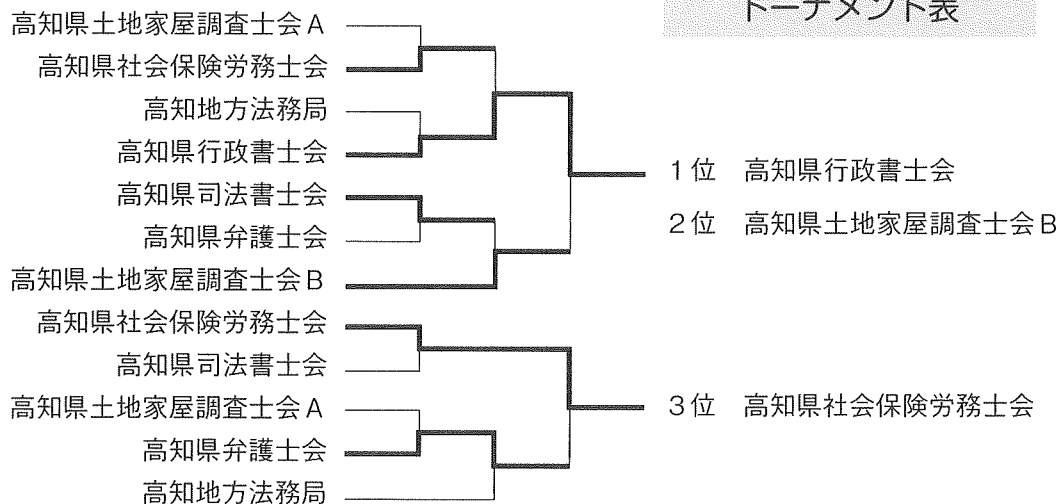 トーナメント表
高知県土地家屋調査士会A
高知県社会保険労務士会
高知地方法務局
高知県行政書士会
高知県司法書士会
高知県弁護士会
高知県土地家屋調査士会B
1位 高知県行政書士会
2位 高知県土地家屋調査士会B
高知県社会保険労務士会
高知県司法書士会
高知県土地家屋調査士会A
高知県弁護士会
高知地方法務局
3位 高知県社会保険労務士会